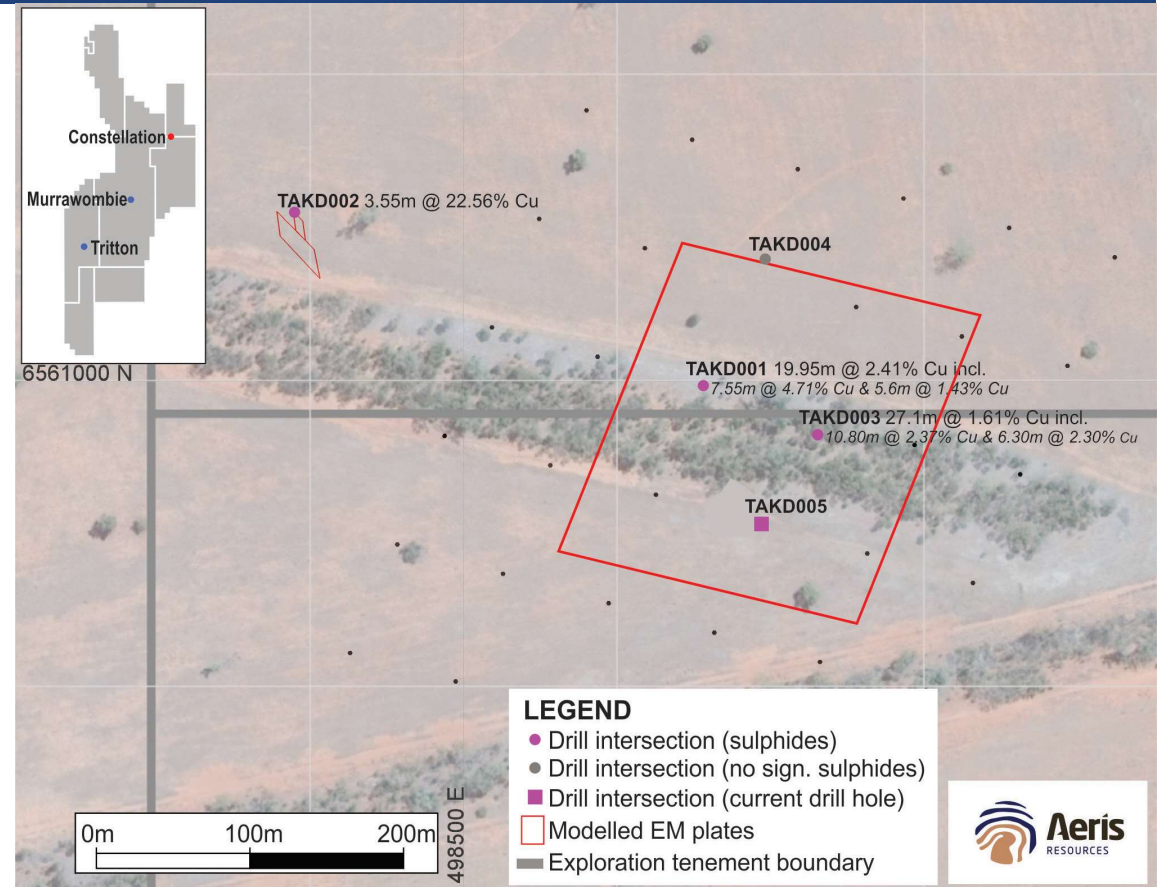 Constellation
Murrawombie
Tritton
TAKD002 3.55m @ 22.56% Cu
TAKD004
6561000 N
TAKD001 19.95m @ 2.41% Cu incl.
7.55m @ 4.71% Cu & 5.6m @ 1.43% Cu
TAKD003 27.1m @ 1.61% Cu incl.
10.80m @ 2.37% Cu & 6.30m @ 2.30% Cu
TAKD005
LEGEND
Drill intersection (sulphides)
Drill intersection (no sign. sulphides)
Drill intersection (current drill hole)
Modelled EM plates
Exploration tenement boundary
0m 100m 200m
498500 E
Aeris
RESOURCES